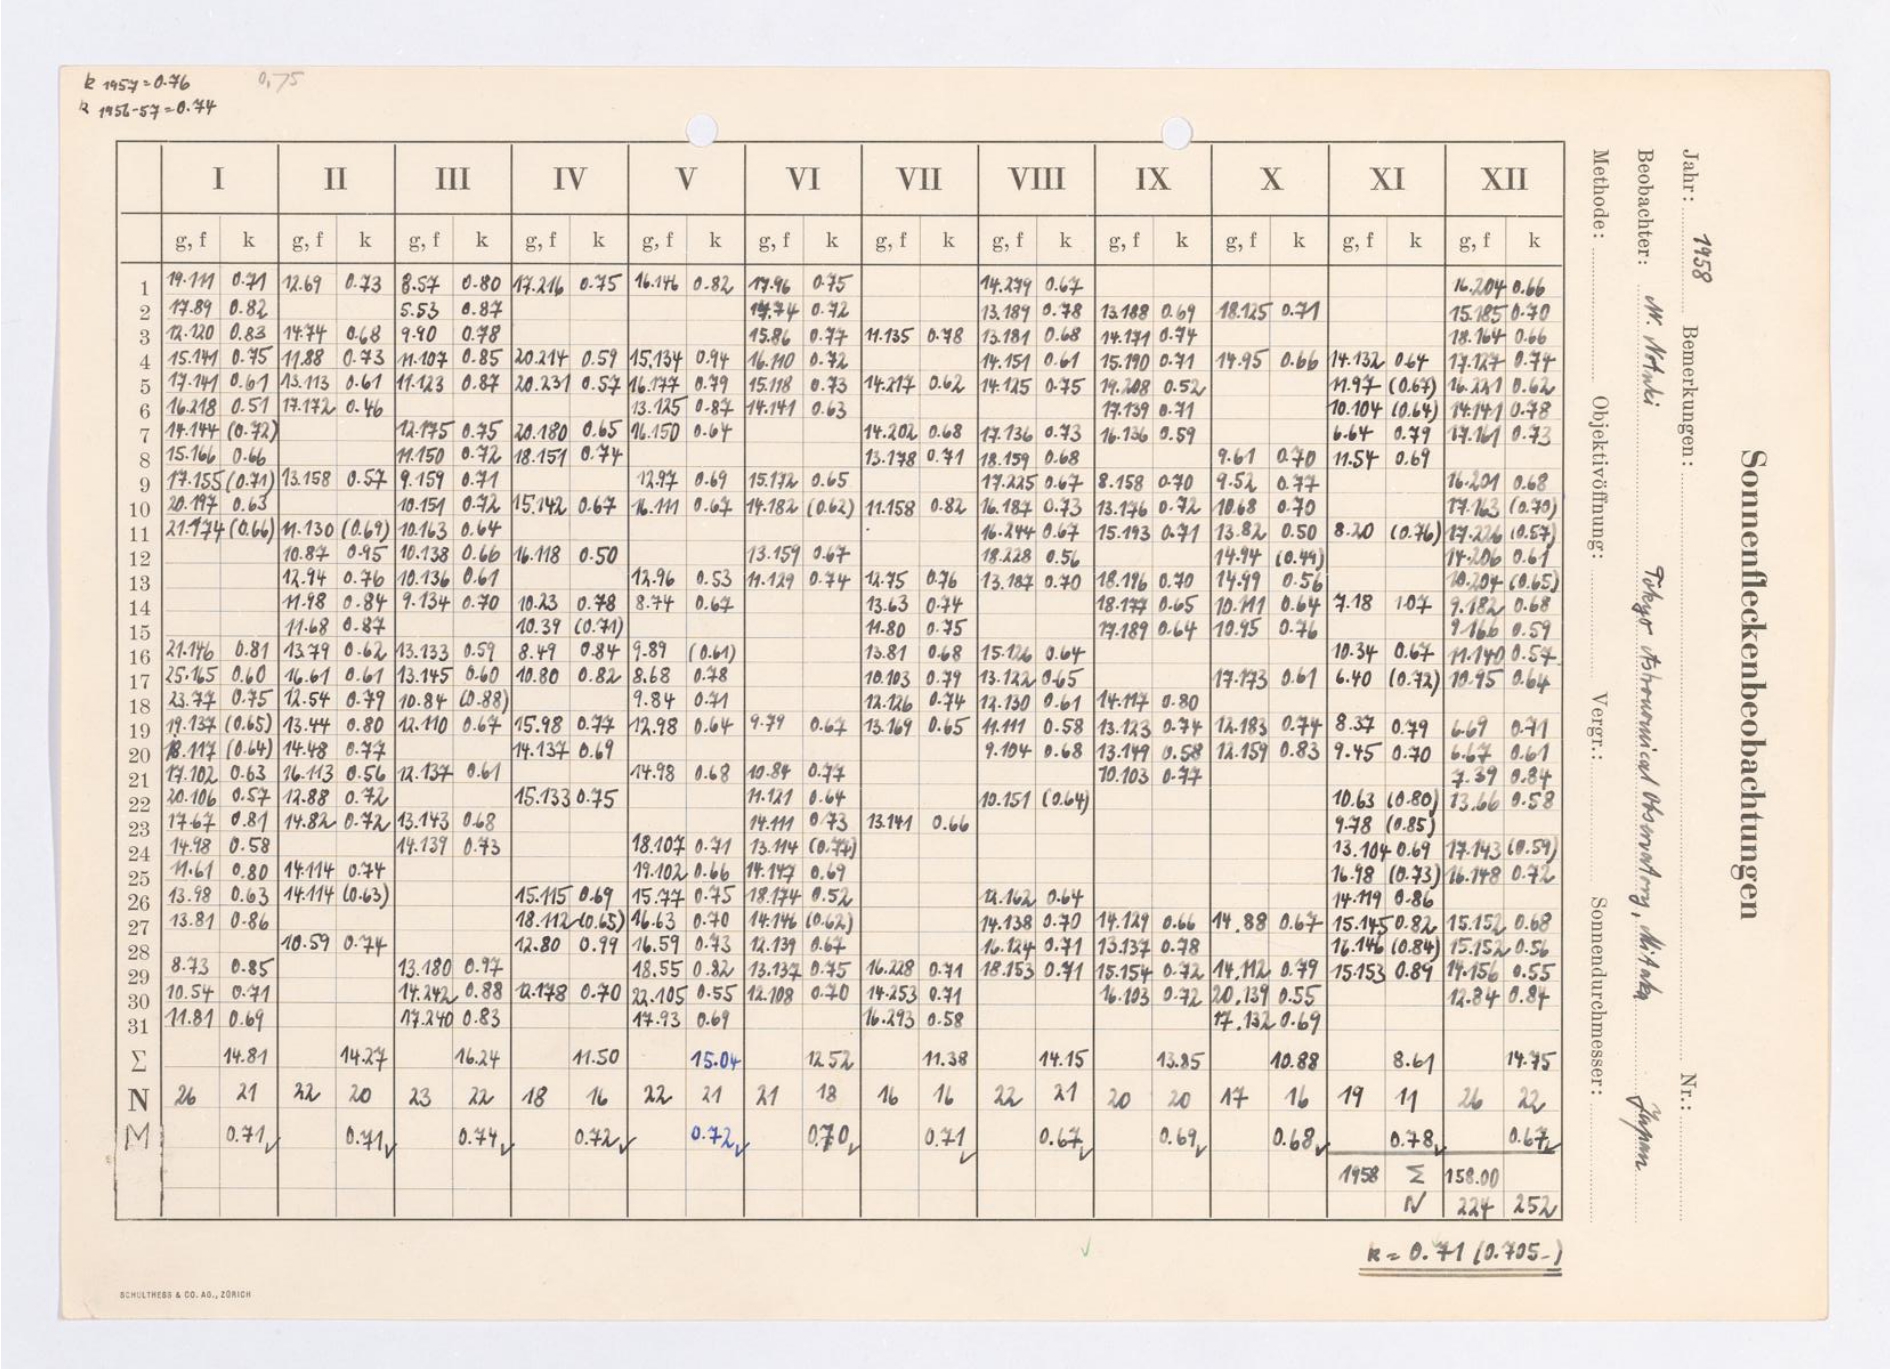 k 1957 = 0.76 0,75
k 1956-57 = 0.74
I II III IV V VI VII VIII IX X XI XII
g, f k g, f k g, f k g, f k g, f k g, f k g, f k g, f k g, f k g, f k g, f k g, f k
1 19.111 0.71 12.69 0.73 8.57 0.80 17.216 0.75 16.146 0.82 17.96 0.75 14.279 0.67 16.204 0.66
2 17.89 0.82 5.53 0.87 14.74 0.72 13.189 0.78 13.188 0.69 18.125 0.71 15.185 0.70
3 12.120 0.83 14.74 0.68 9.90 0.78 15.86 0.77 11.135 0.78 13.181 0.68 14.171 0.74 18.164 0.66
4 15.141 0.75 11.88 0.73 11.107 0.85 20.214 0.59 15.134 0.94 16.110 0.72 14.151 0.61 15.190 0.71 14.95 0.66 14.132 0.64 17.127 0.74
5 17.141 0.61 13.113 0.61 11.123 0.87 20.231 0.57 16.177 0.79 15.118 0.73 14.217 0.62 14.125 0.75 19.208 0.52 11.97 (0.67) 16.221 0.62
6 16.218 0.51 17.172 0.46 13.125 0.87 14.141 0.63 17.139 0.71 10.104 (0.64) 14.141 0.78
7 14.144 (0.72) 12.175 0.75 20.180 0.65 16.150 0.64 14.202 0.68 17.136 0.73 16.136 0.59 6.64 0.79 17.161 0.73
8 15.166 0.66 11.150 0.72 18.151 0.74 13.178 0.71 18.159 0.68 9.61 0.70 11.54 0.69
9 17.155 (0.71) 13.158 0.57 9.159 0.71 12.97 0.69 15.172 0.65 17.225 0.67 8.158 0.70 9.52 0.77 16.201 0.68
10 20.197 0.63 10.151 0.72 15.142 0.67 16.111 0.67 14.182 (0.62) 11.158 0.82 16.187 0.73 13.176 0.72 10.68 0.70 17.163 (0.70)
11 21.174 (0.66) 11.130 (0.69) 10.163 0.64 16.244 0.67 15.193 0.71 13.82 0.50 8.20 (0.76) 17.226 (0.57)
12 10.87 0.95 10.138 0.66 16.118 0.50 13.159 0.67 18.228 0.56 14.94 (0.49) 14.206 0.61
13 12.94 0.76 10.136 0.61 12.96 0.53 11.129 0.74 12.75 0.76 13.187 0.70 18.196 0.70 14.99 0.56 10.204 (0.65)
14 11.98 0.84 9.134 0.70 10.23 0.78 8.74 0.67 13.63 0.74 18.177 0.65 10.111 0.64 7.18 1.07 9.182 0.68
15 11.68 0.87 10.39 (0.71) 11.80 0.75 17.189 0.64 10.95 0.76 9.166 0.59
16 21.146 0.81 13.79 0.62 13.133 0.59 8.49 0.84 9.89 (0.61) 13.81 0.68 15.126 0.64 10.34 0.67 11.140 0.57
17 25.165 0.60 16.61 0.61 13.145 0.60 10.80 0.82 8.68 0.78 10.103 0.79 13.122 0.65 17.173 0.61 6.40 (0.72) 10.95 0.64
18 23.77 0.75 12.54 0.79 10.84 (0.88) 9.84 0.71 12.126 0.74 12.130 0.61 14.117 0.80
19 19.137 (0.65) 13.44 0.80 12.110 0.67 15.98 0.77 12.98 0.64 9.79 0.67 13.169 0.65 11.111 0.58 13.123 0.74 12.183 0.74 8.37 0.79 6.69 0.71
20 18.117 (0.64) 14.48 0.77 14.137 0.69 9.104 0.68 13.149 0.58 12.159 0.83 9.45 0.70 6.67 0.61
21 17.102 0.63 16.113 0.56 12.137 0.61 14.98 0.68 10.84 0.77 10.103 0.77 7.39 0.84
22 20.106 0.57 12.88 0.72 15.133 0.75 11.121 0.64 10.151 (0.64) 10.63 (0.80) 13.66 0.58
23 17.67 0.81 14.82 0.72 13.143 0.68 14.111 0.73 13.141 0.66 9.78 (0.85)
24 14.98 0.58 14.139 0.73 18.107 0.71 13.114 (0.74) 13.104 0.69 17.143 (0.59)
25 11.61 0.80 14.114 0.74 19.102 0.66 14.147 0.69 16.98 (0.73) 16.148 0.72
26 13.98 0.63 14.114 (0.63) 15.115 0.69 15.77 0.75 18.174 0.52 12.162 0.64 14.119 0.86
27 13.81 0.86 18.112 (0.65) 16.63 0.70 14.146 (0.62) 14.138 0.70 14.129 0.66 14.88 0.67 15.145 0.82 15.152 0.68
28 10.59 0.74 12.80 0.99 16.59 0.73 12.139 0.67 16.124 0.71 13.137 0.78 16.146 (0.84) 15.152 0.56
29 8.73 0.85 13.180 0.97 18.55 0.82 13.137 0.75 16.228 0.71 18.153 0.71 15.154 0.72 14.112 0.79 15.153 0.89 14.156 0.55
30 10.54 0.71 14.242 0.88 12.178 0.70 22.105 0.55 12.108 0.70 14.253 0.71 16.103 0.72 20.139 0.55 12.84 0.84
31 11.81 0.69 17.240 0.83 17.93 0.69 16.293 0.58 17.132 0.69
Σ 14.81 14.27 16.24 11.50 15.04 12.52 11.38 14.15 13.85 10.88 8.61 14.75
N 26 21 22 20 23 22 18 16 22 21 21 18 16 16 22 21 20 20 17 16 19 11 26 22
M 0.71 0.71 0.74 0.72 0.72 0.70 0.71 0.67 0.69 0.68 0.78 0.67
1958 Σ 158.00
N 224 252
k = 0.71 (0.705-)
SCHULTHESS & CO. AG., ZÜRICH
Sonnenfleckenbeobachtungen
Jahr: 1958 Bemerkungen: Nr.:
Beobachter: Tokyo Astronomical Observatory, Mitaka Japan
Methode: Objektivöffnung: Vergr.: Sonnendurchmesser: